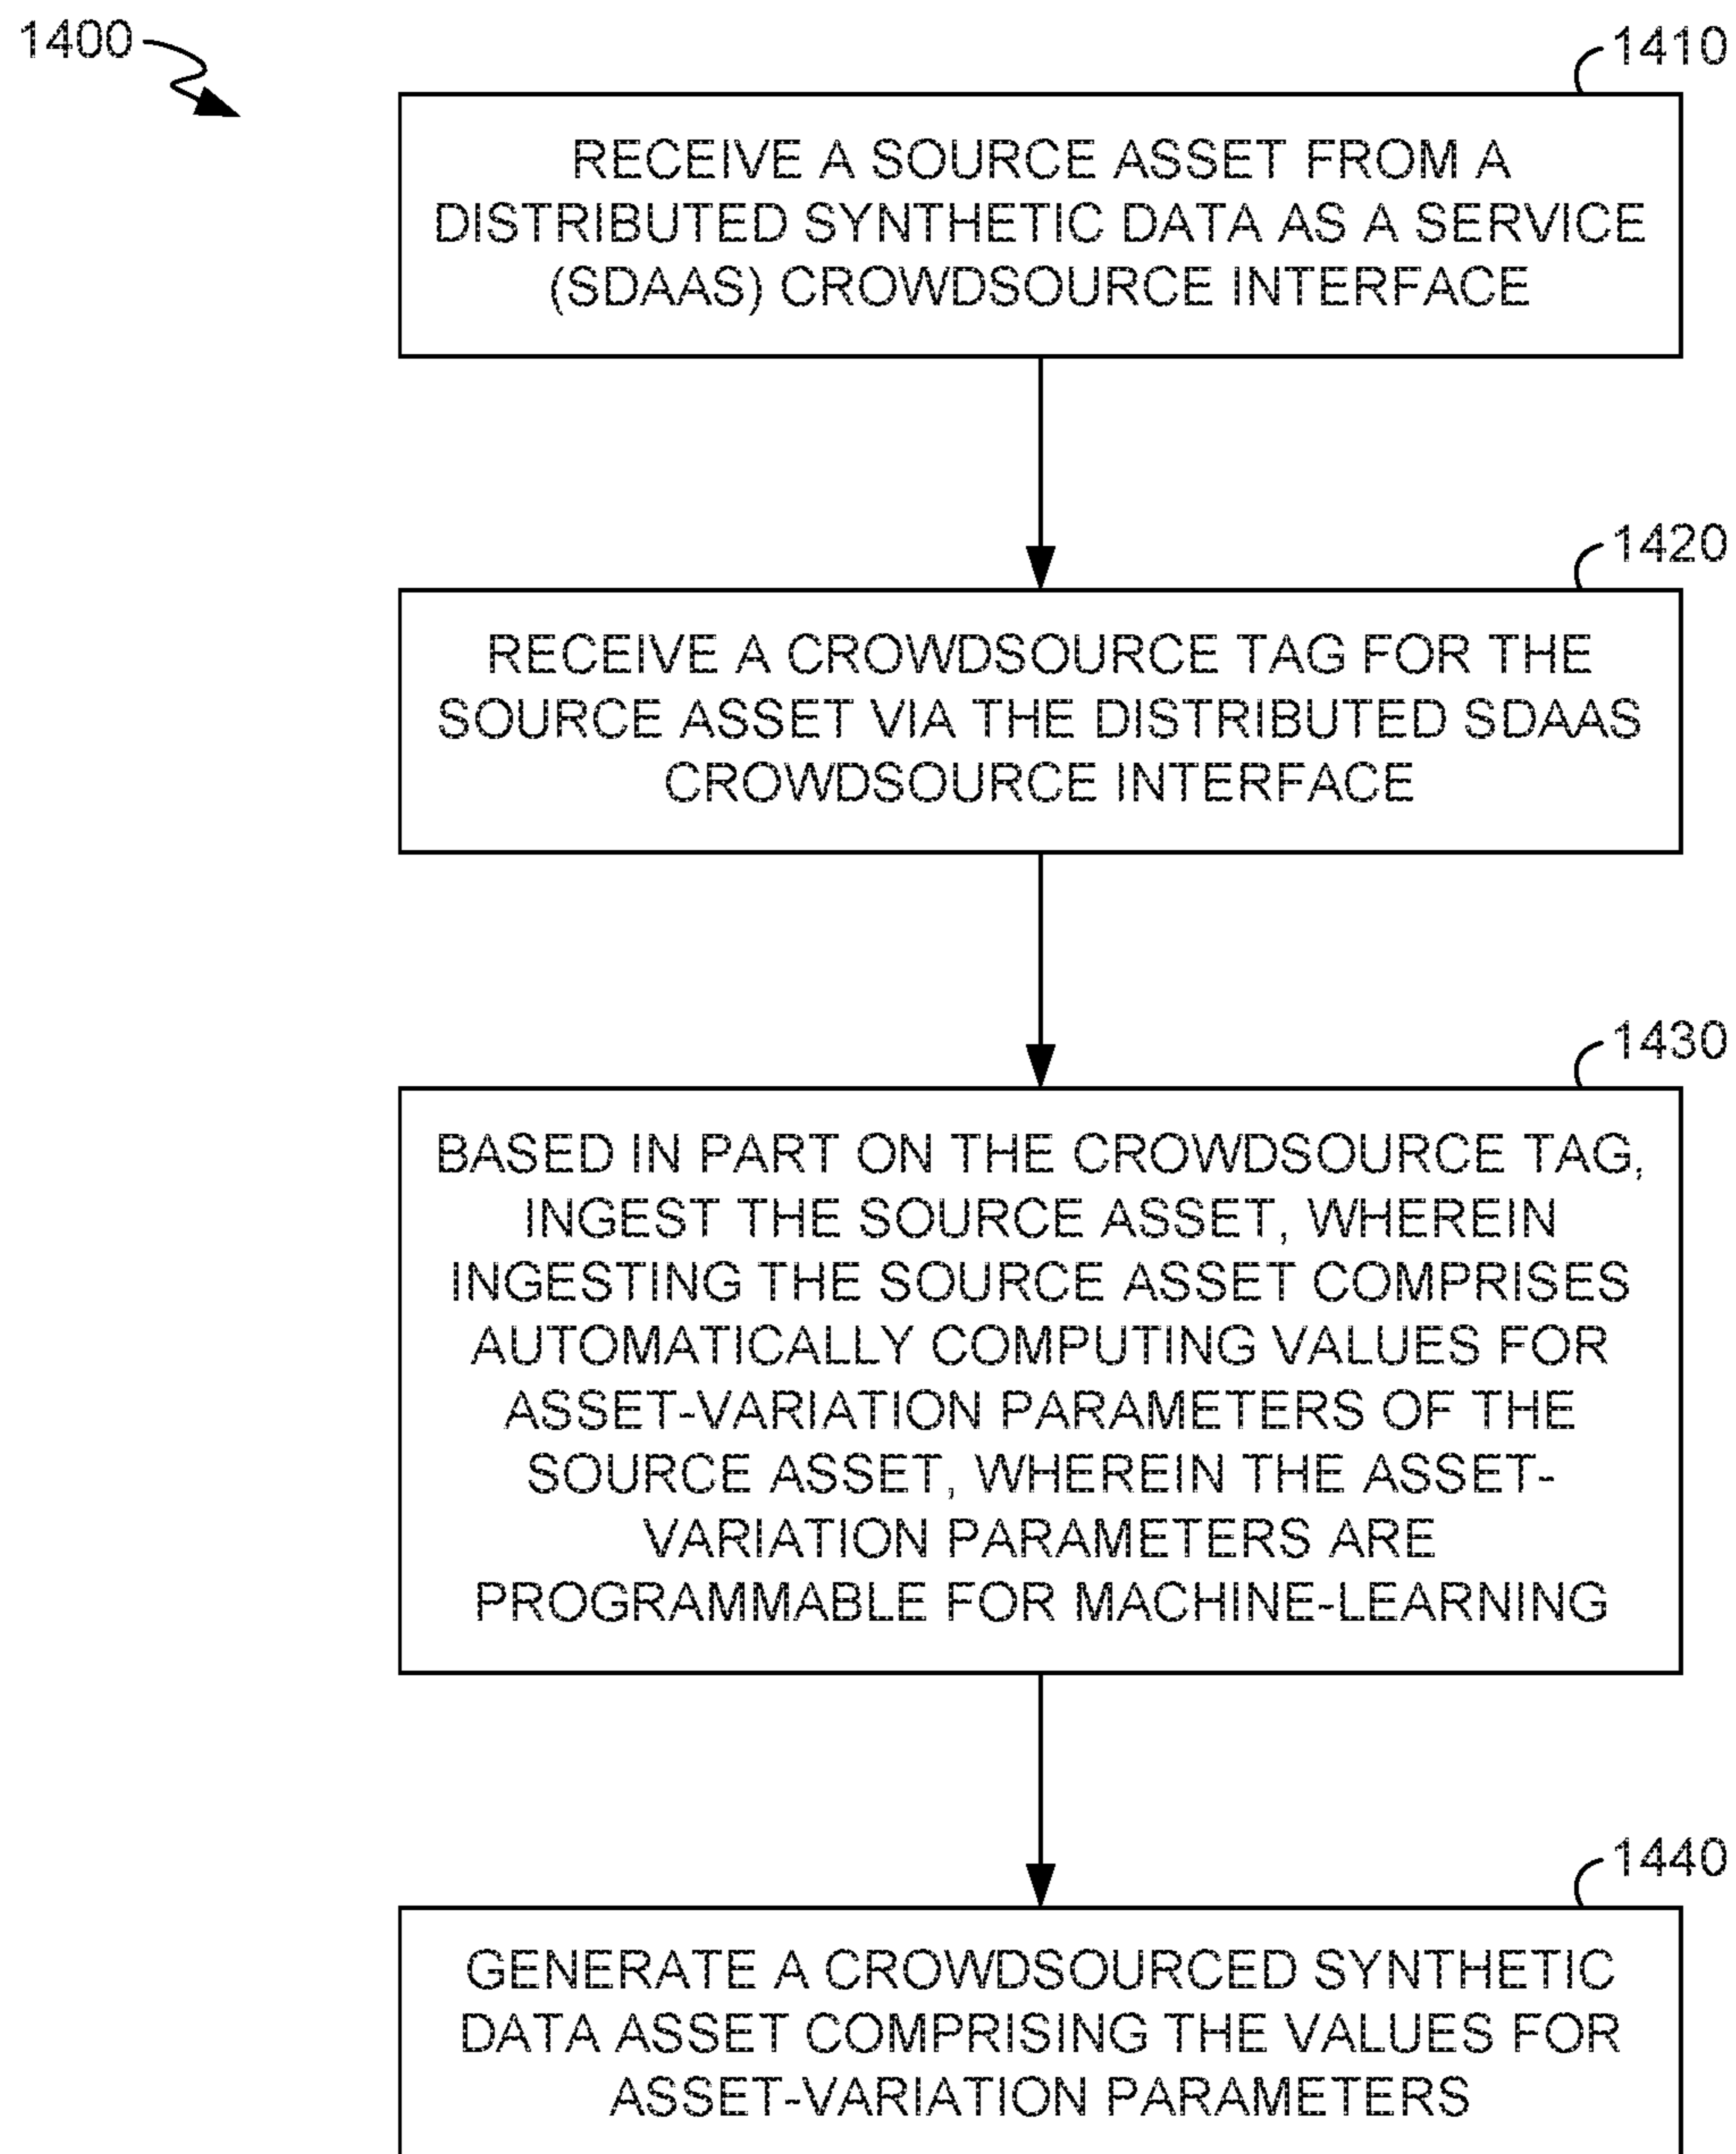 1400
1410
RECEIVE A SOURCE ASSET FROM A
DISTRIBUTED SYNTHETIC DATA AS A SERVICE
(SDAAS) CROWDSOURCE INTERFACE
1420
RECEIVE A CROWDSOURCE TAG FOR THE
SOURCE ASSET VIA THE DISTRIBUTED SDAAS
CROWDSOURCE INTERFACE
1430
BASED IN PART ON THE CROWDSOURCE TAG,
INGEST THE SOURCE ASSET, WHEREIN
INGESTING THE SOURCE ASSET COMPRISES
AUTOMATICALLY COMPUTING VALUES FOR
ASSET-VARIATION PARAMETERS OF THE
SOURCE ASSET, WHEREIN THE ASSET-
VARIATION PARAMETERS ARE
PROGRAMMABLE FOR MACHINE-LEARNING
1440
GENERATE A CROWDSOURCED SYNTHETIC
DATA ASSET COMPRISING THE VALUES FOR
ASSET-VARIATION PARAMETERS